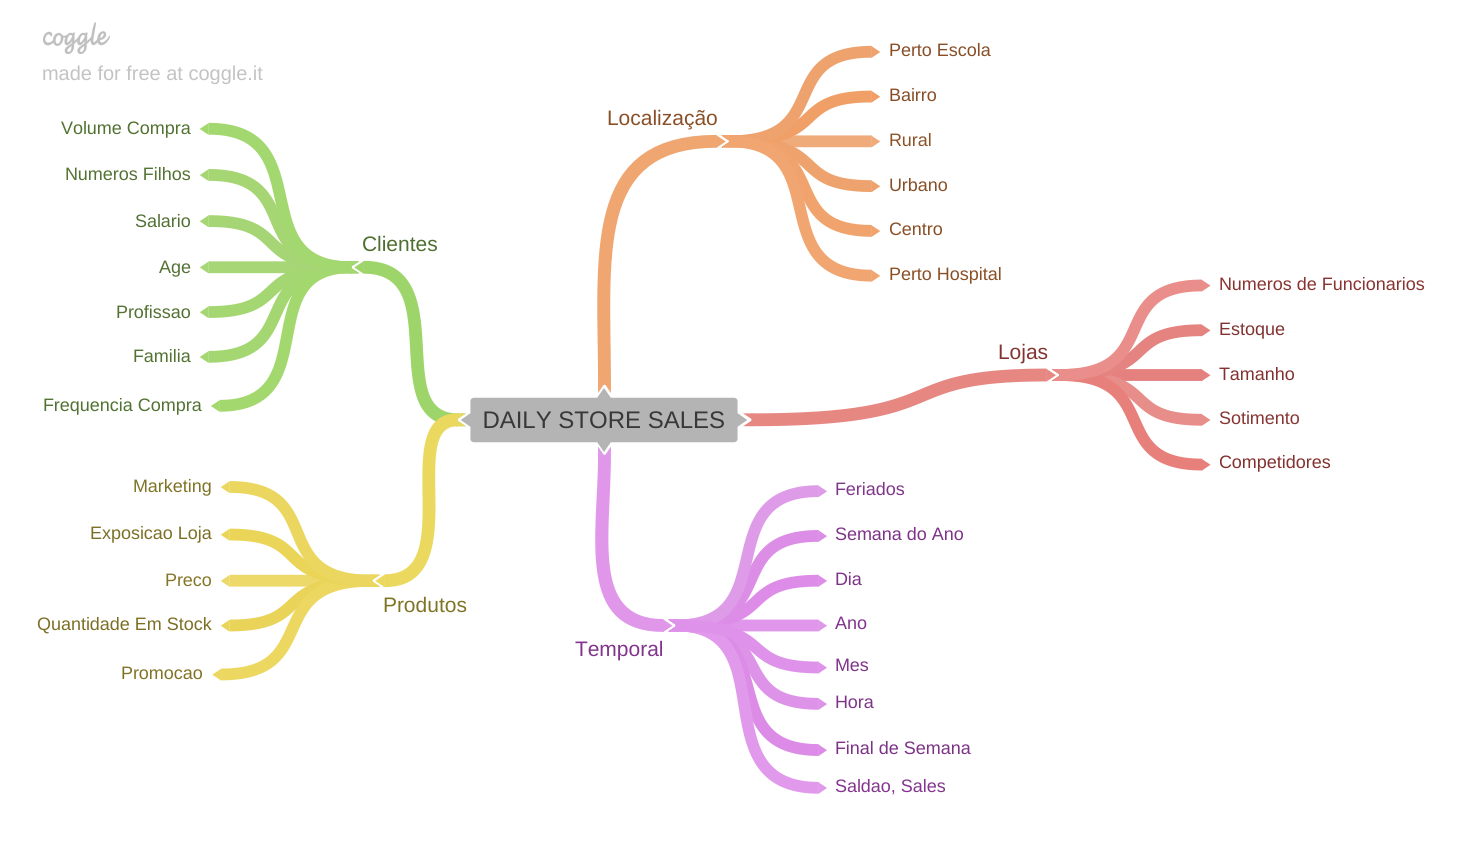 coggle
made for free at coggle.it
DAILY STORE SALES
Localização
Perto Escola
Bairro
Rural
Urbano
Centro
Perto Hospital
Lojas
Numeros de Funcionarios
Estoque
Tamanho
Sotimento
Competidores
Temporal
Feriados
Semana do Ano
Dia
Ano
Mes
Hora
Final de Semana
Saldao, Sales
Clientes
Volume Compra
Numeros Filhos
Salario
Age
Profissao
Familia
Frequencia Compra
Produtos
Marketing
Exposicao Loja
Preco
Quantidade Em Stock
Promocao